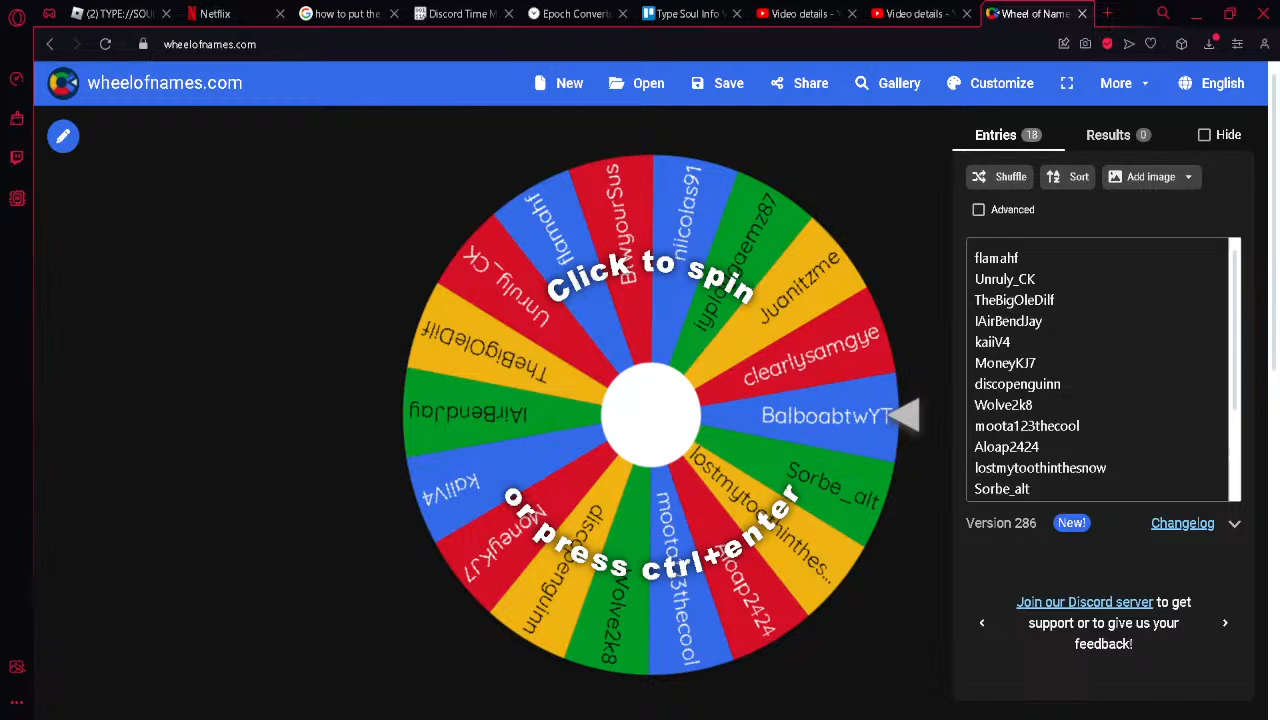 (2) TYPE://SOU
Netflix
how to put the
Discord Time M
Epoch Convert
Type Soul Info
Video details -
Video details -
Wheel of Name
wheelofnames.com
wheelofnames.com
New
Open
Save
Share
Gallery
Customize
More
English
Entries 18
Results 0
Hide
Shuffle
Sort
Add image
Advanced
flamahf
Unruly_CK
TheBigOleDilf
IAirBendJay
kaiiV4
MoneyKJ7
discopenguinn
Wolve2k8
moota123thecool
Aloap2424
lostmytoothinthesnow
Sorbe_alt
Version 286
New!
Changelog
Join our Discord server to get
support or to give us your
feedback!
Click to spin
or press ctrl+enter
niicolas91
Juanitzme
clearlysamgye
BalboabtwYT
Sorbe_alt
lostmytoothinthes...
Aloap2424
moota123thecool
Wolve2k8
discopenguinn
MoneyKJ7
kaiiV4
IAirBendJay
TheBigOleDilf
Unruly_CK
flamahf